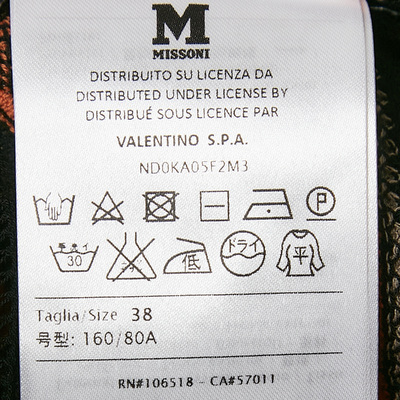 M
MISSONI
DISTRIBUITO SU LICENZA DA
DISTRIBUTED UNDER LICENSE BY
DISTRIBUÉ SOUS LICENCE PAR
VALENTINO S.P.A.
ND0KA05F2M3
P
30
低
ドライ
平
Taglia/Size 38
号型: 160/80A
RN#106518 - CA#57011